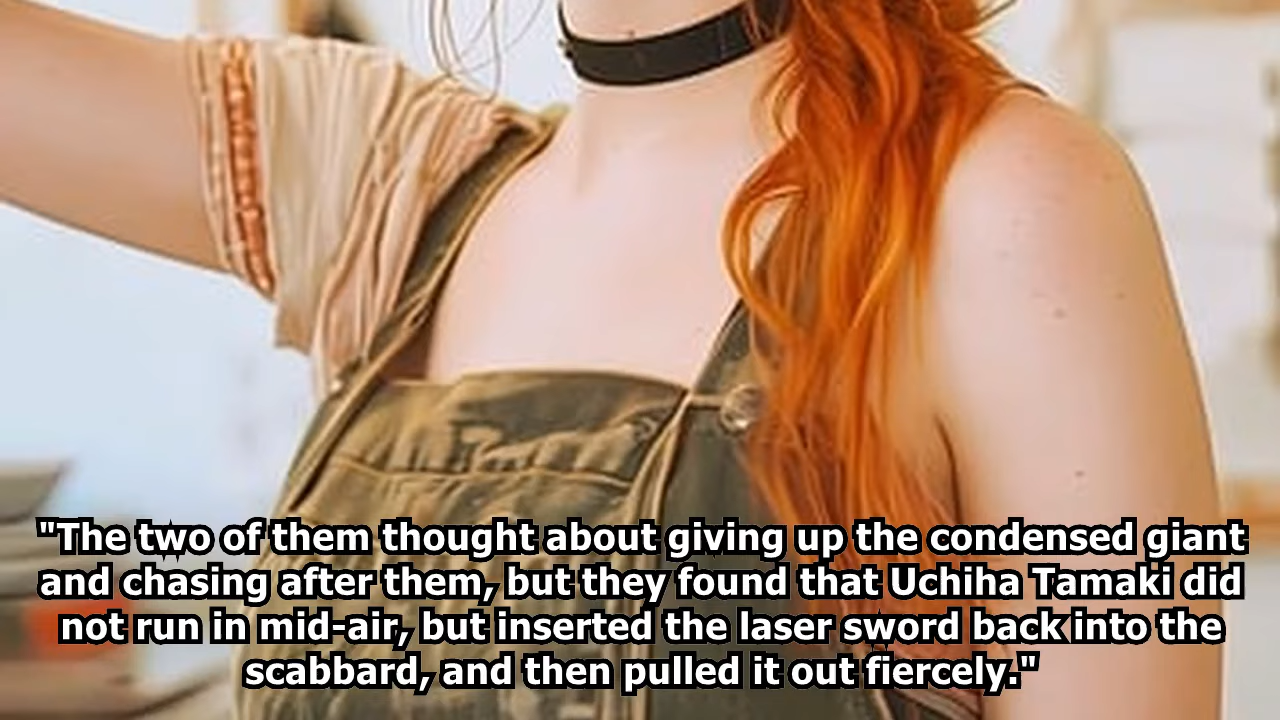 "The two of them thought about giving up the condensed giant
and chasing after them, but they found that Uchiha Tamaki did
not run in mid-air, but inserted the laser sword back into the
scabbard, and then pulled it out fiercely."